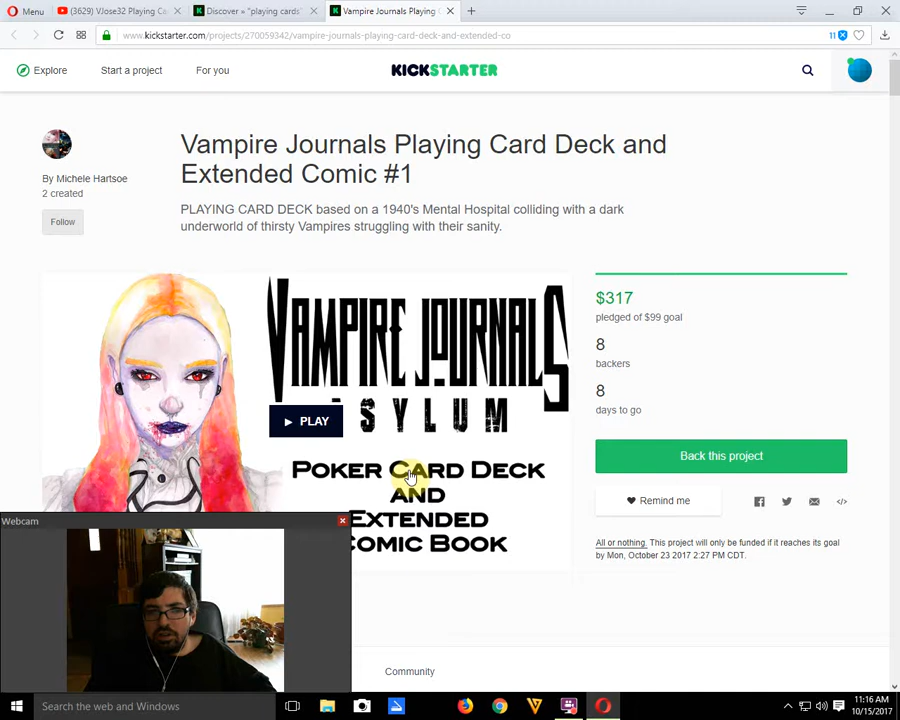 Menu
(3629) VJose32 Playing Ca
Discover » "playing cards"
Vampire Journals Playing C
www.kickstarter.com/projects/270059342/vampire-journals-playing-card-deck-and-extended-co
11
Explore
Start a project
For you
KICKSTARTER
Vampire Journals Playing Card Deck and
Extended Comic #1
By Michele Hartsoe
2 created
PLAYING CARD DECK based on a 1940's Mental Hospital colliding with a dark
underworld of thirsty Vampires struggling with their sanity.
Follow
VAMPIRE JOURNALS
ASYLUM
PLAY
POKER CARD DECK
AND
EXTENDED
COMIC BOOK
$317
pledged of $99 goal
8
backers
8
days to go
Back this project
Remind me
All or nothing. This project will only be funded if it reaches its goal
by Mon, October 23 2017 2:27 PM CDT.
Webcam
Community
Search the web and Windows
11:16 AM
10/15/2017